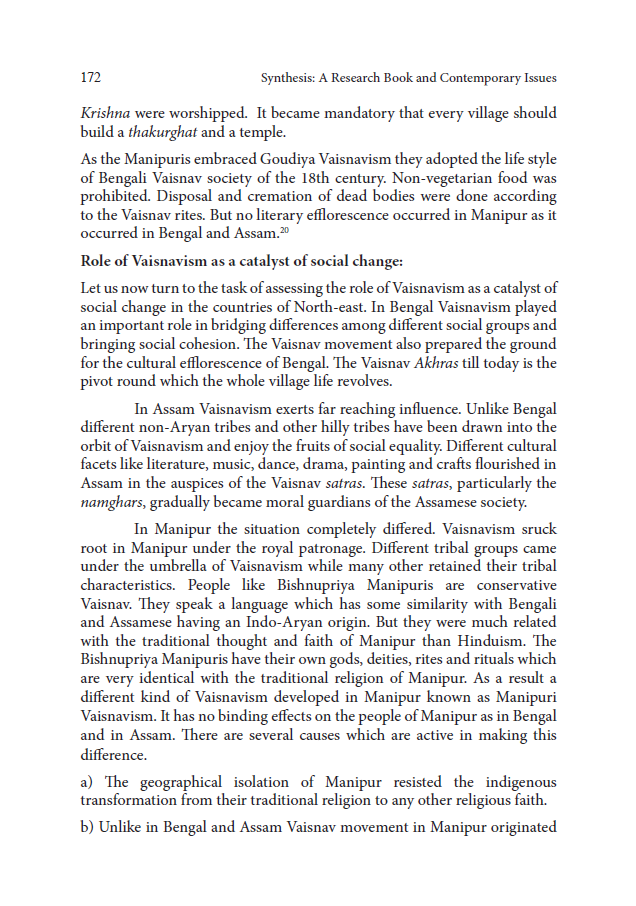 172 Synthesis: A Research Book and Contemporary Issues
Krishna were worshipped. It became mandatory that every village should
build a thakurghat and a temple.
As the Manipuris embraced Goudiya Vaisnavism they adopted the life style
of Bengali Vaisnav society of the 18th century. Non-vegetarian food was
prohibited. Disposal and cremation of dead bodies were done according
to the Vaisnav rites. But no literary efflorescence occurred in Manipur as it
occurred in Bengal and Assam.20
Role of Vaisnavism as a catalyst of social change:
Let us now turn to the task of assessing the role of Vaisnavism as a catalyst of
social change in the countries of North-east. In Bengal Vaisnavism played
an important role in bridging differences among different social groups and
bringing social cohesion. The Vaisnav movement also prepared the ground
for the cultural efflorescence of Bengal. The Vaisnav Akhras till today is the
pivot round which the whole village life revolves.
In Assam Vaisnavism exerts far reaching influence. Unlike Bengal
different non-Aryan tribes and other hilly tribes have been drawn into the
orbit of Vaisnavism and enjoy the fruits of social equality. Different cultural
facets like literature, music, dance, drama, painting and crafts flourished in
Assam in the auspices of the Vaisnav satras. These satras, particularly the
namghars, gradually became moral guardians of the Assamese society.
In Manipur the situation completely differed. Vaisnavism sruck
root in Manipur under the royal patronage. Different tribal groups came
under the umbrella of Vaisnavism while many other retained their tribal
characteristics. People like Bishnupriya Manipuris are conservative
Vaisnav. They speak a language which has some similarity with Bengali
and Assamese having an Indo-Aryan origin. But they were much related
with the traditional thought and faith of Manipur than Hinduism. The
Bishnupriya Manipuris have their own gods, deities, rites and rituals which
are very identical with the traditional religion of Manipur. As a result a
different kind of Vaisnavism developed in Manipur known as Manipuri
Vaisnavism. It has no binding effects on the people of Manipur as in Bengal
and in Assam. There are several causes which are active in making this
difference.
a) The geographical isolation of Manipur resisted the indigenous
transformation from their traditional religion to any other religious faith.
b) Unlike in Bengal and Assam Vaisnav movement in Manipur originated